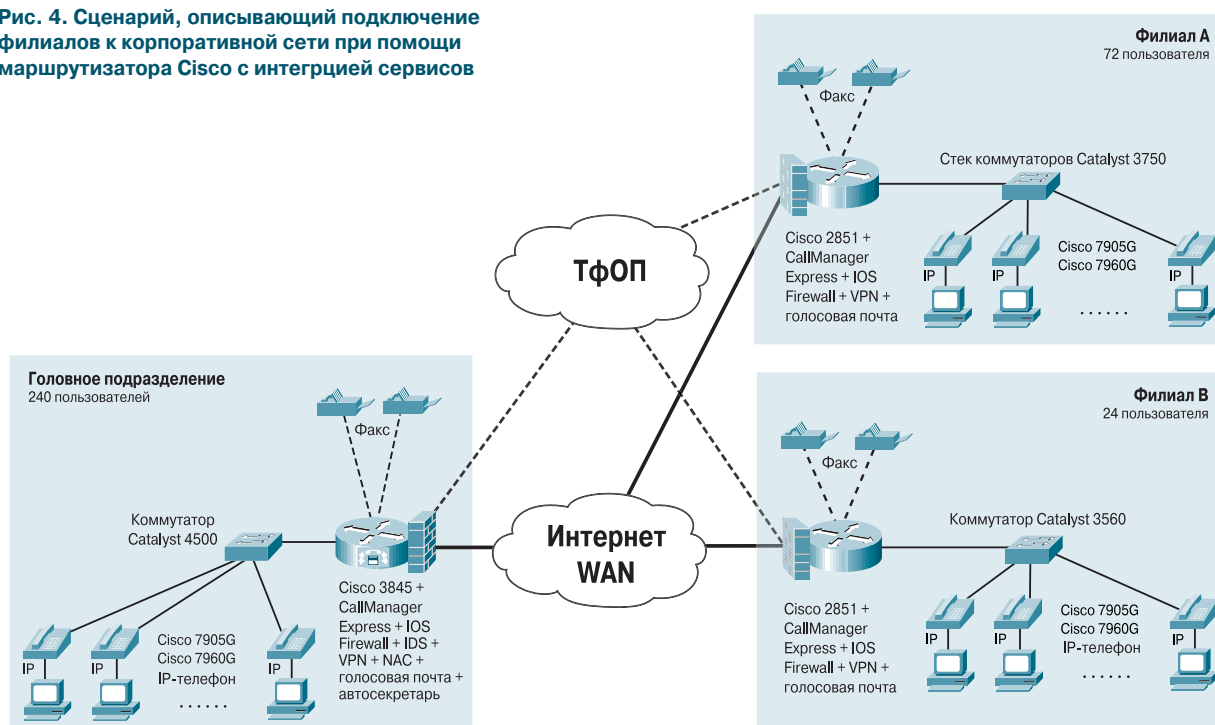 Рис. 4. Сценарий, описывающий подключение
филиалов к корпоративной сети при помощи
маршрутизатора Cisco с интегрцией сервисов
Филиал А
72 пользователя
Факс
Стек коммутаторов Catalyst 3750
Cisco 2851 +
CallManager
Express + IOS
Firewall + VPN +
голосовая почта
Cisco 7905G
Cisco 7960G
IP
IP
IP
......
ТфОП
Головное подразделение
240 пользователей
Факс
Коммутатор
Catalyst 4500
Cisco 3845 +
CallManager
Express + IOS
Firewall + IDS +
VPN + NAC +
голосовая почта +
автосекретарь
Cisco 7905G
Cisco 7960G
IP-телефон
IP
IP
IP
......
Интернет
WAN
Филиал В
24 пользователя
Факс
Коммутатор Catalyst 3560
Cisco 2851 +
CallManager
Express + IOS
Firewall + VPN +
голосовая почта
Cisco 7905G
Cisco 7960G
IP-телефон
IP
IP
IP
......